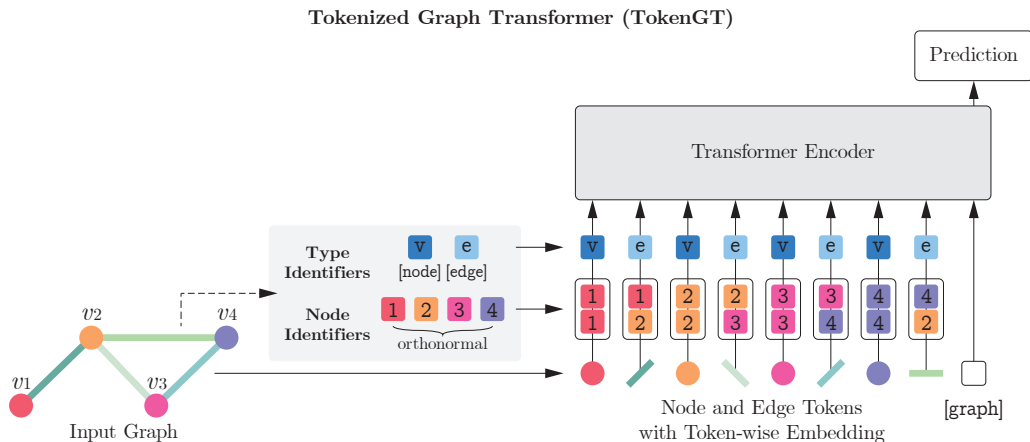 Tokenized Graph Transformer (TokenGT)
Prediction
Transformer Encoder
Type
Identifiers
v e
[node] [edge]
v e v e v e v e
Node
Identifiers
1 2 3 4
orthonormal
1 1 2 2 3 3 4 4
1 2 2 3 3 4 4 2
v2 v4
v1 v3
Input Graph
Node and Edge Tokens
with Token-wise Embedding
[graph]